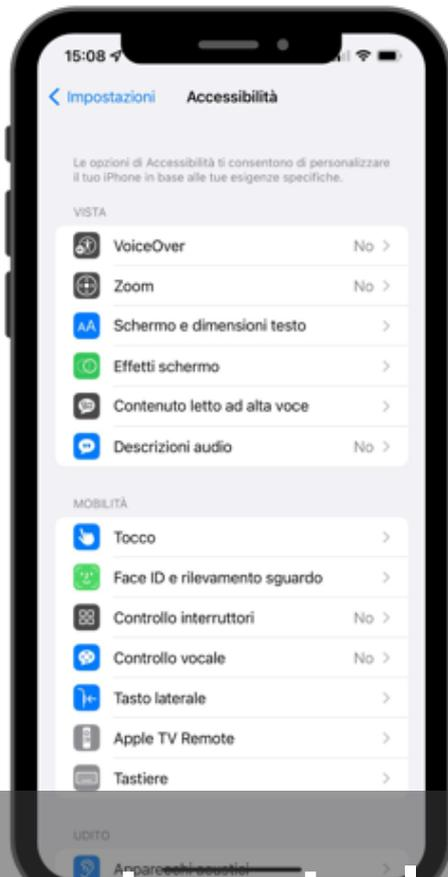 15:08
Impostazioni Accessibilità
Le opzioni di Accessibilità ti consentono di personalizzare
il tuo iPhone in base alle tue esigenze specifiche.
VISTA
VoiceOver No
Zoom No
AA Schermo e dimensioni testo
Effetti schermo
Contenuto letto ad alta voce
Descrizioni audio No
MOBILITÀ
Tocco
Face ID e rilevamento sguardo
Controllo interruttori No
Controllo vocale No
Tasto laterale
Apple TV Remote
Tastiere
UDITO
Apparecchi acustici